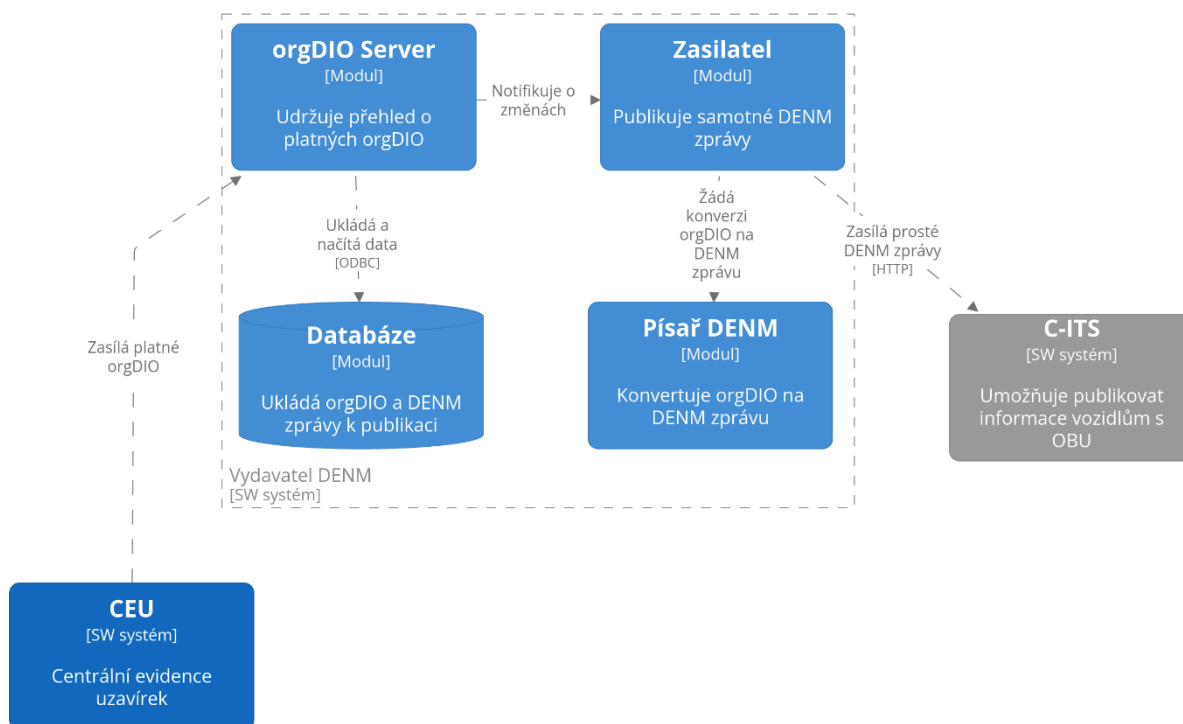 orgDIO Server
[Modul]
Udržuje přehled o
platných orgDIO
Notifikuje o
změnách
Zasilatel
[Modul]
Publikuje samotné DENM
zprávy
Ukládá a
načítá data
[ODBC]
Žádá
konverzi
orgDIO na
DENM
zprávu
Zasílá prosté
DENM zprávy
[HTTP]
Zasílá platné
orgDIO
Databáze
[Modul]
Ukládá orgDIO a DENM
zprávy k publikaci
Písař DENM
[Modul]
Konvertuje orgDIO na
DENM zprávu
C-ITS
[SW systém]
Umožňuje publikovat
informace vozidlům s
OBU
Vydavatel DENM
[SW systém]
CEU
[SW systém]
Centrální evidence
uzavírek